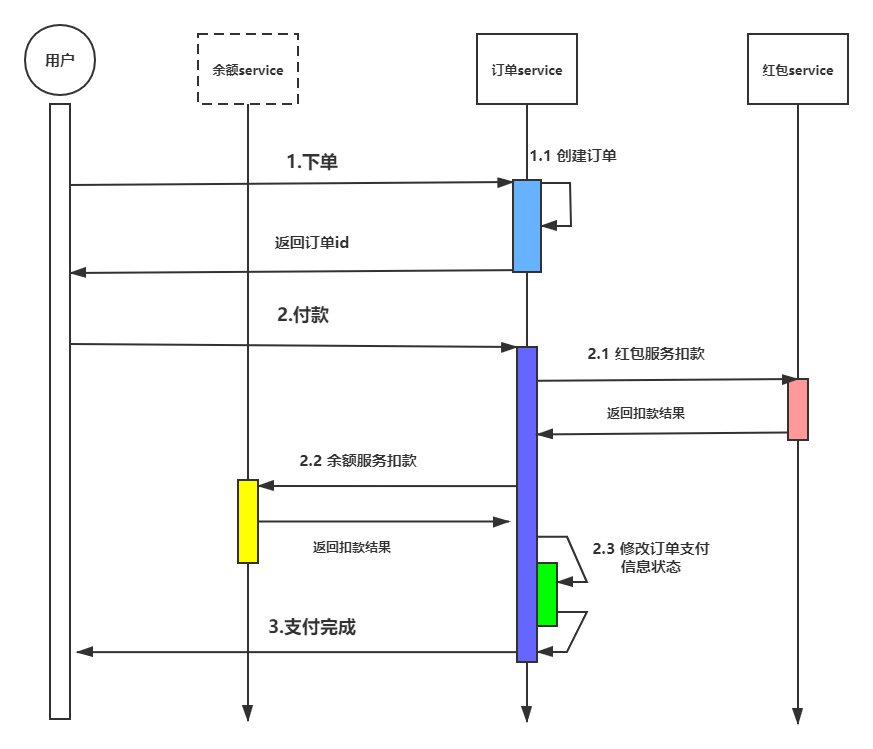 用户
余额service
订单service
红包service
1.下单
1.1 创建订单
返回订单id
2.付款
2.1 红包服务扣款
返回扣款结果
2.2 余额服务扣款
返回扣款结果
2.3 修改订单支付
信息状态
3.支付完成